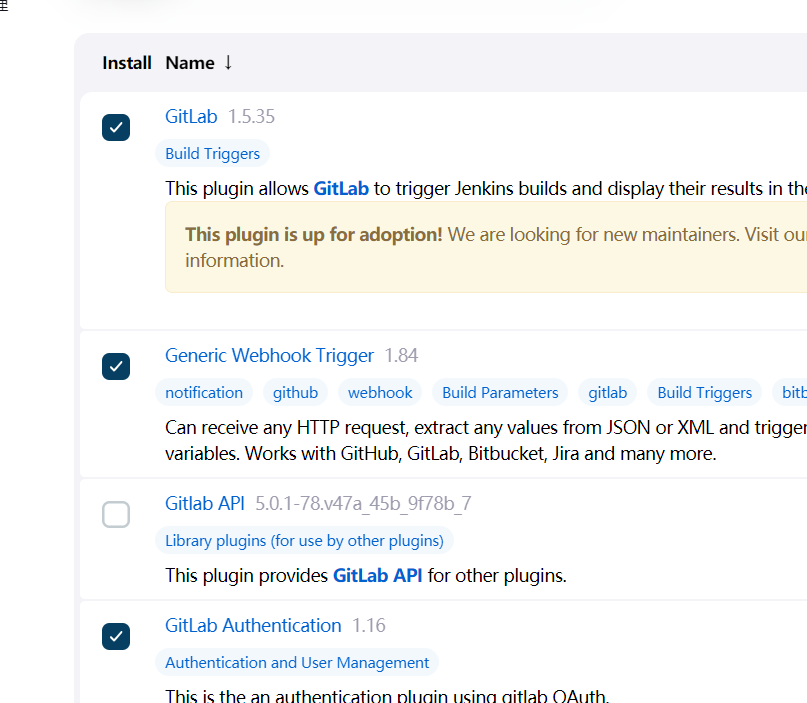 理
Install Name ↓
GitLab 1.5.35
Build Triggers
This plugin allows GitLab to trigger Jenkins builds and display their results in the
This plugin is up for adoption! We are looking for new maintainers. Visit our
information.
Generic Webhook Trigger 1.84
notification github webhook Build Parameters gitlab Build Triggers bitb
Can receive any HTTP request, extract any values from JSON or XML and trigger
variables. Works with GitHub, GitLab, Bitbucket, Jira and many more.
Gitlab API 5.0.1-78.v47a_45b_9f78b_7
Library plugins (for use by other plugins)
This plugin provides GitLab API for other plugins.
GitLab Authentication 1.16
Authentication and User Management
This is the an authentication plugin using gitlab OAuth.